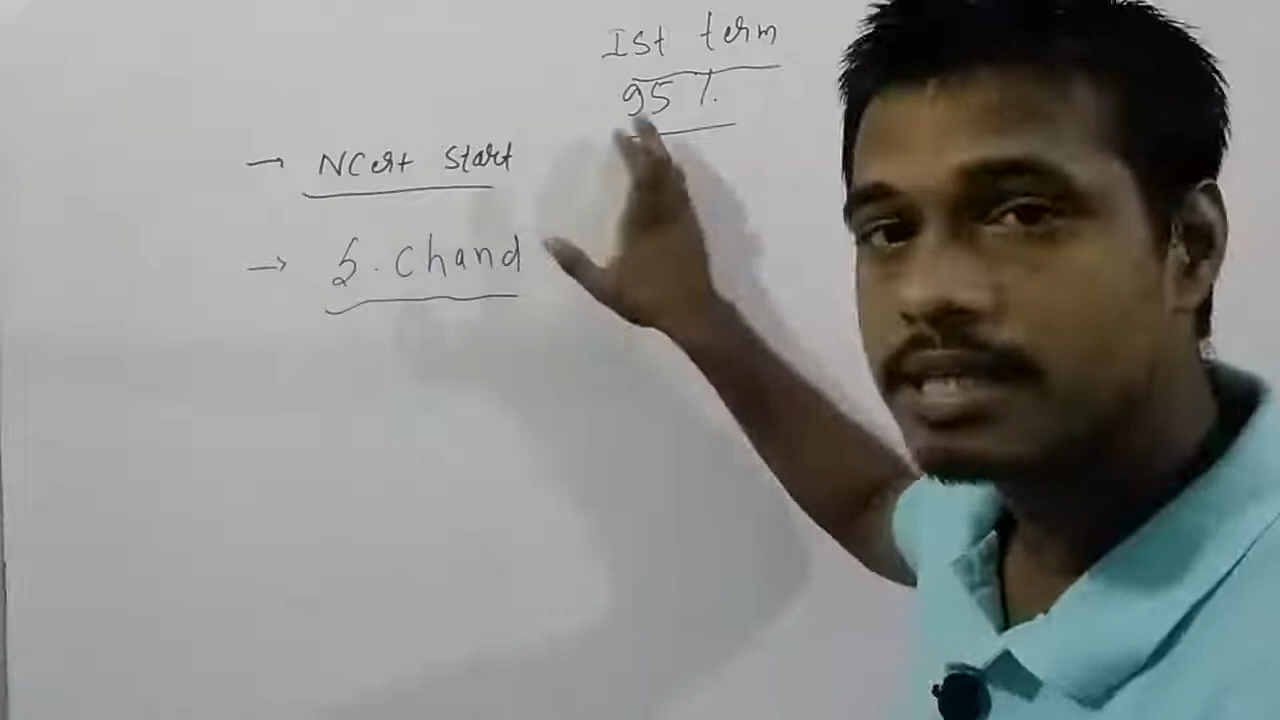 Ist term
95 %
→ NCert start
→ S. Chand